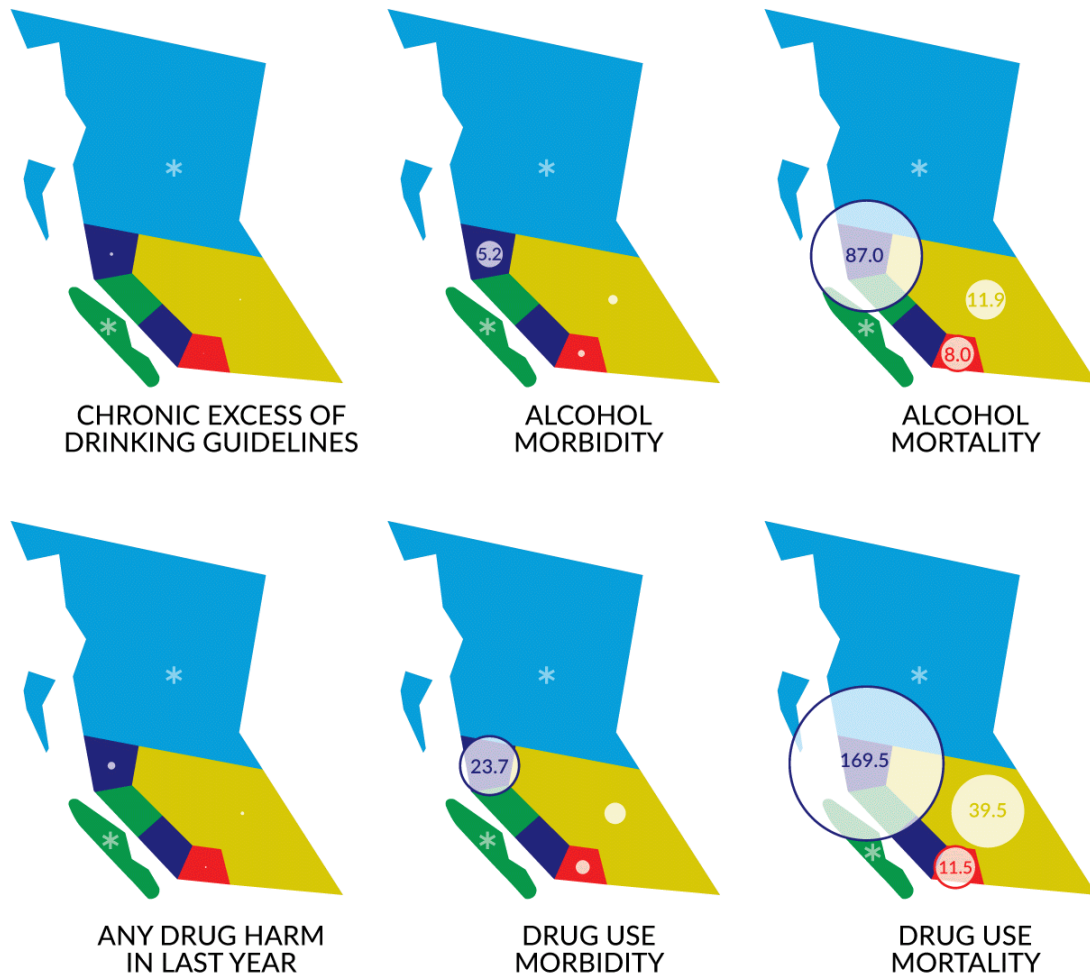 *
*
*
5.2
87.0
11.9
*
*
*
8.0
CHRONIC EXCESS OF
DRINKING GUIDELINES
ALCOHOL
MORBIDITY
ALCOHOL
MORTALITY
*
*
*
23.7
169.5
39.5
*
*
*
11.5
ANY DRUG HARM
IN LAST YEAR
DRUG USE
MORBIDITY
DRUG USE
MORTALITY